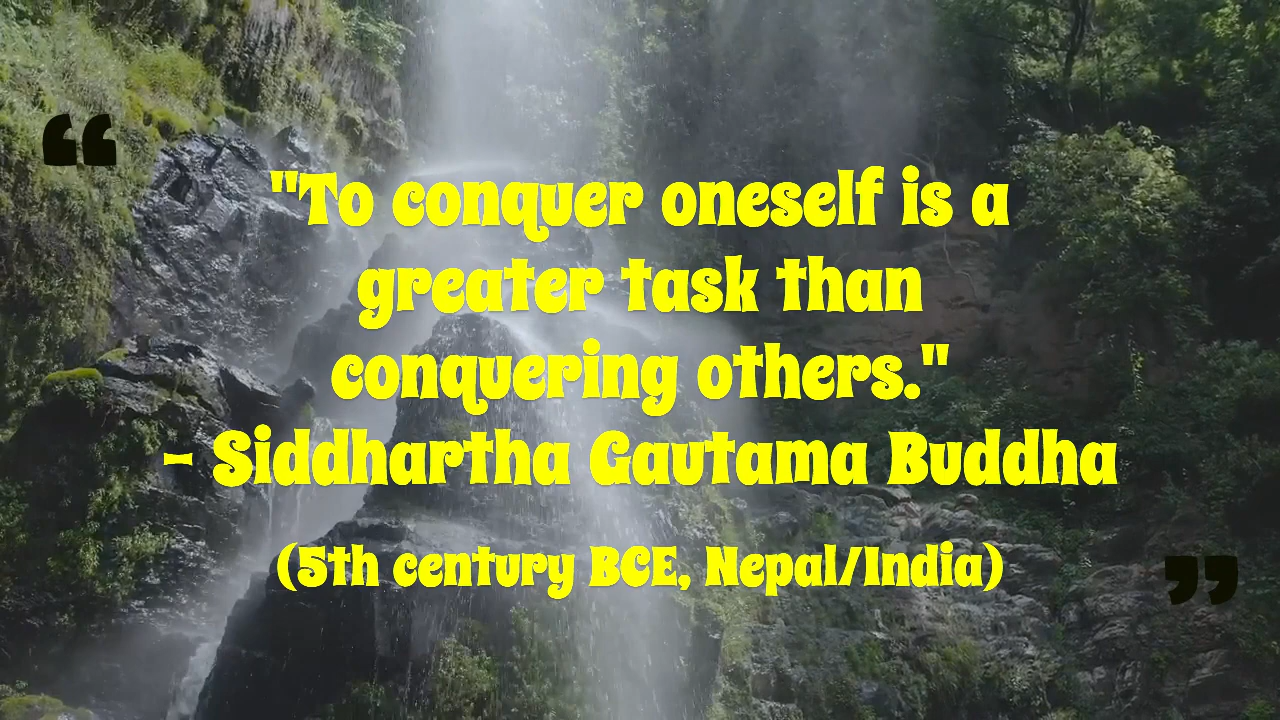 “
"To conquer oneself is a
greater task than
conquering others."
- Siddhartha Gautama Buddha
(5th century BCE, Nepal/India)
”